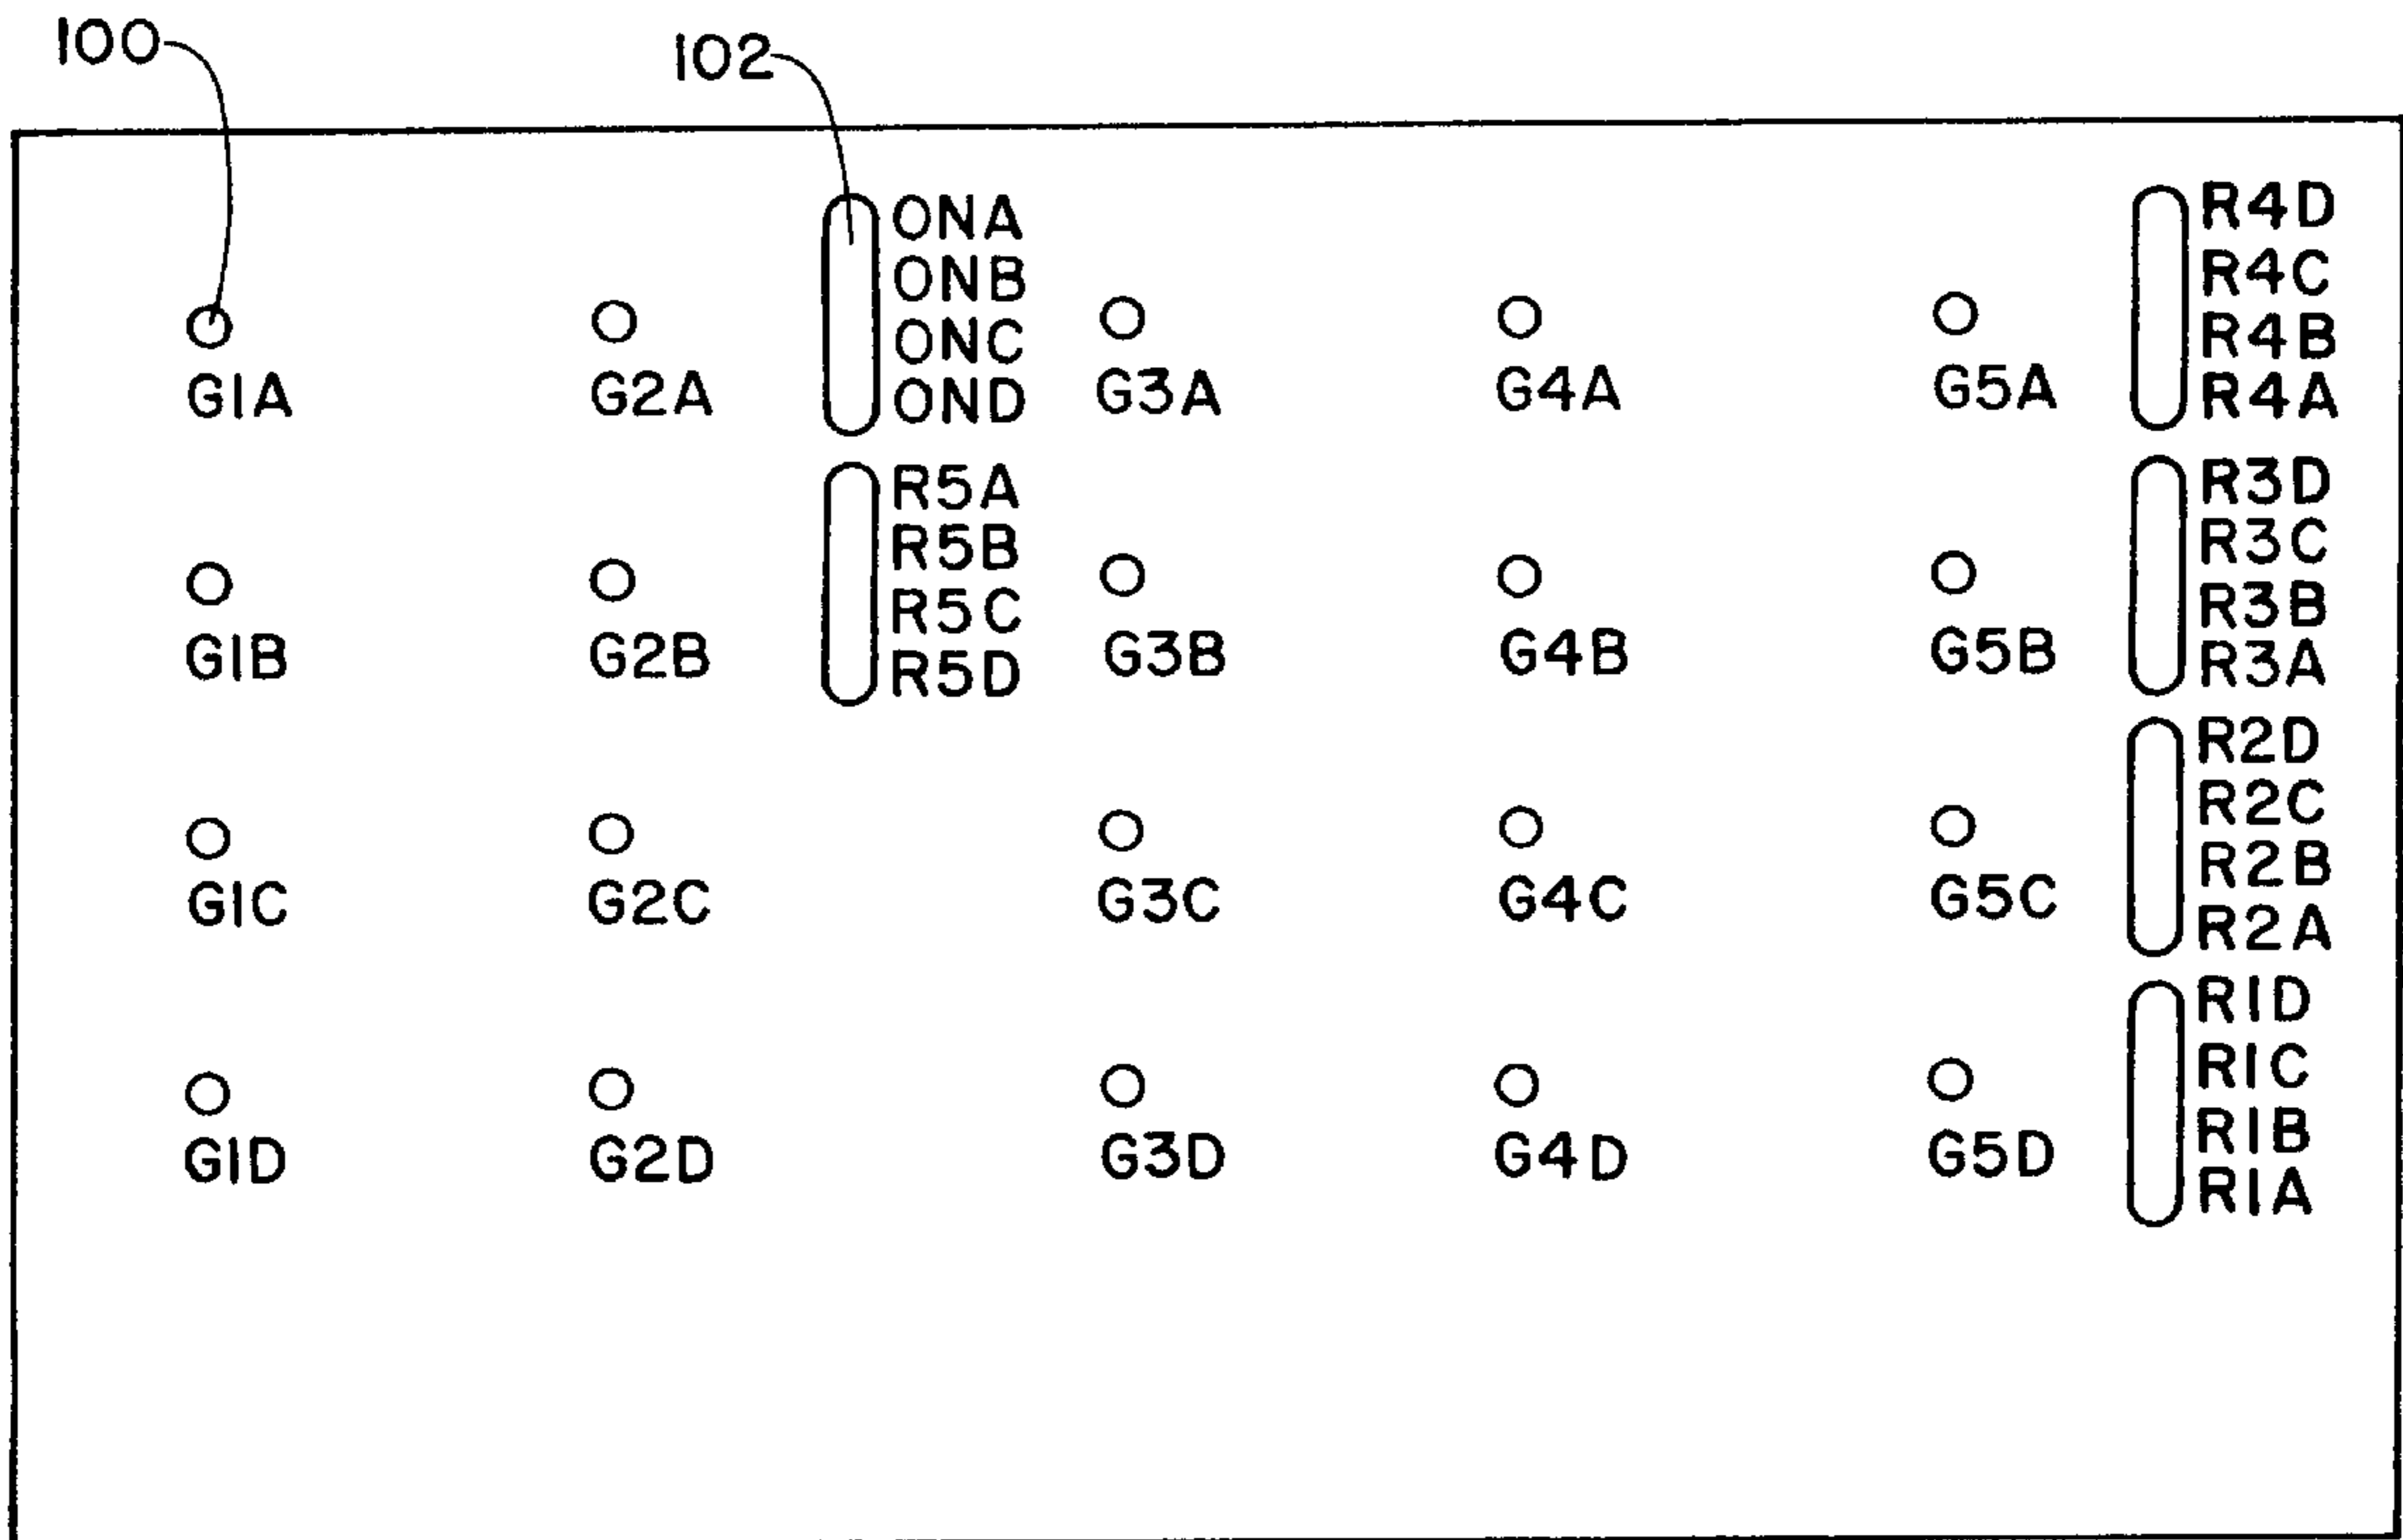 100
102
ONA
ONB
ONC
OND
R4D
R4C
R4B
R4A
G1A
G2A
G3A
G4A
G5A
R5A
R5B
R5C
R5D
R3D
R3C
R3B
R3A
G1B
G2B
G3B
G4B
G5B
R2D
R2C
R2B
R2A
G1C
G2C
G3C
G4C
G5C
R1D
R1C
R1B
R1A
G1D
G2D
G3D
G4D
G5D